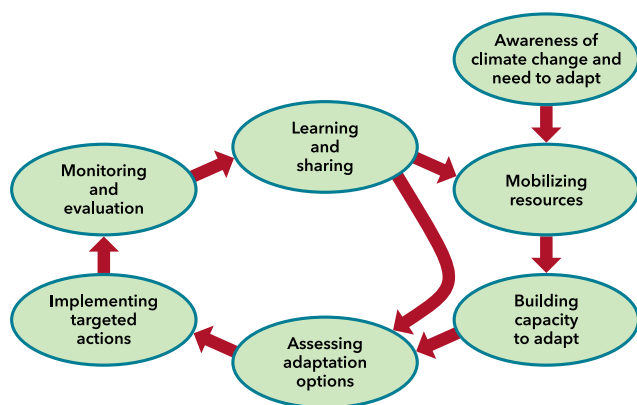 Awareness of
climate change and
need to adapt
Learning
and
sharing
Monitoring
and
evaluation
Mobilizing
resources
Implementing
targeted
actions
Building
capacity
to adapt
Assessing
adaptation
options